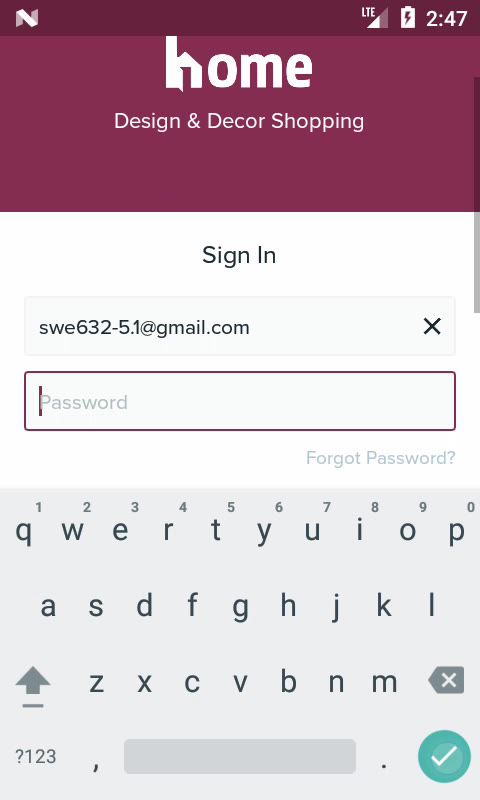 LTE 2:47
home
Design & Decor Shopping
Sign In
swe632-5.1@gmail.com
Password
Forgot Password?
1 2 3 4 5 6 7 8 9 0
q w e r t y u i o p
a s d f g h j k l
z x c v b n m
?123 , .